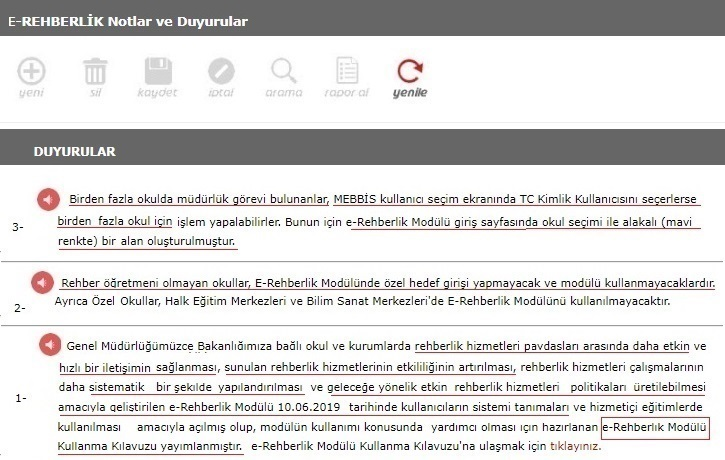 E-REHBERLİK Notlar ve Duyurular
yeni sil kaydet iptal arama rapor al yenile
DUYURULAR
Birden fazla okulda müdürlük görevi bulunanlar, MEBBİS kullanıcı seçim ekranında TC Kimlik Kullanıcısını seçerlerse
3- birden fazla okul için işlem yapalabilirler. Bunun için e-Rehberlik Modülü giriş sayfasında okul seçimi ile alakalı (mavi
renkte) bir alan oluşturulmuştur.
Rehber öğretmeni olmayan okullar, E-Rehberlik Modülünde özel hedef girişi yapmayacak ve modülü kullanmayacaklardır.
2- Ayrıca Özel Okullar, Halk Eğitim Merkezleri ve Bilim Sanat Merkezleri'de E-Rehberlik Modülünü kullanılmayacaktır.
Genel Müdürlüğümüzce Bakanlığımıza bağlı okul ve kurumlarda rehberlik hizmetleri pavdasları arasında daha etkin ve
hızlı bir iletişimin sağlanması, sunulan rehberlik hizmetlerinin etkililiğinin artırılması, rehberlik hizmetleri çalışmalarının
daha sistematik bir şekilde yapılandırılması ve geleceğe yönelik etkin rehberlik hizmetleri politikaları üretilebilmesi
1- amacıyla geliştirilen e-Rehberlik Modülü 10.06.2019 tarihinde kullanıcıların sistemi tanımaları ve hizmetiçi eğitimlerde
kullanılması amacıyla açılmış olup, modülün kullanımı konusunda yardımcı olması için hazırlanan e-Rehberlik Modülü
Kullanma Kılavuzu yayımlanmıştır. e-Rehberlik Modülü Kullanma Kılavuzu'na ulaşmak için tıklayınız.